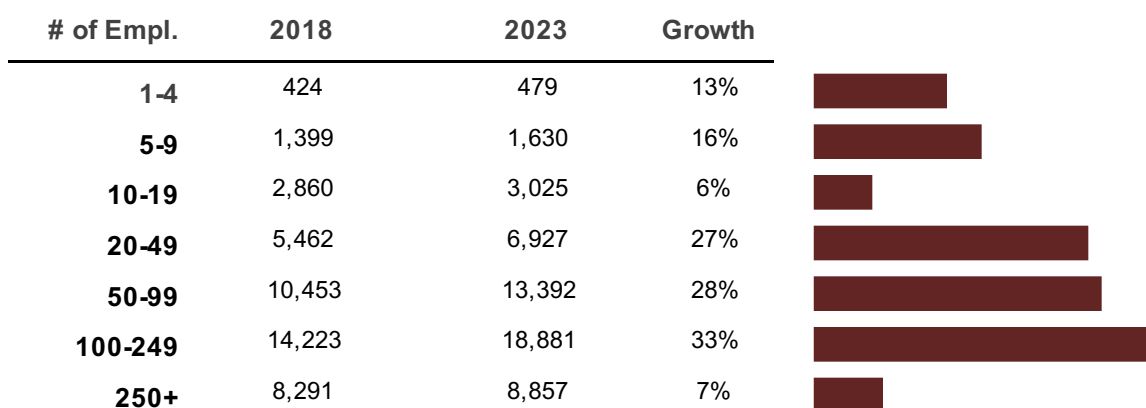 # of Empl. 2018 2023 Growth
1-4 424 479 13%
5-9 1,399 1,630 16%
10-19 2,860 3,025 6%
20-49 5,462 6,927 27%
50-99 10,453 13,392 28%
100-249 14,223 18,881 33%
250+ 8,291 8,857 7%